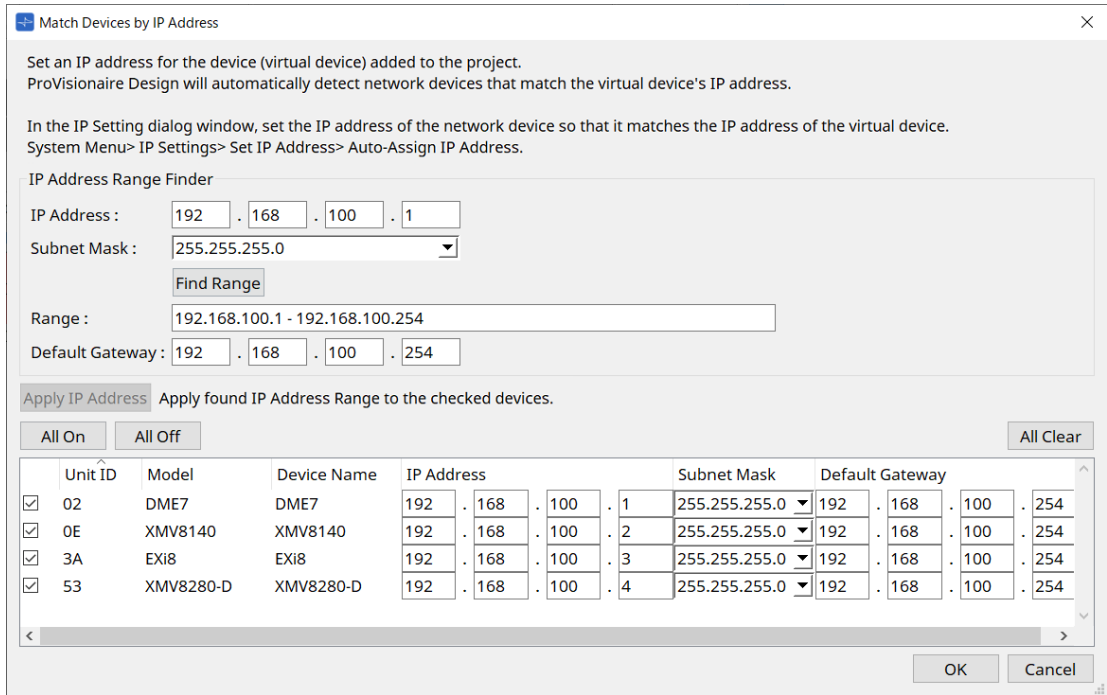 Match Devices by IP Address
Set an IP address for the device (virtual device) added to the project.
ProVisionaire Design will automatically detect network devices that match the virtual device's IP address.
In the IP Setting dialog window, set the IP address of the network device so that it matches the IP address of the virtual device.
System Menu> IP Settings> Set IP Address> Auto-Assign IP Address.
IP Address Range Finder
IP Address : 192 . 168 . 100 . 1
Subnet Mask : 255.255.255.0
Find Range
Range : 192.168.100.1 - 192.168.100.254
Default Gateway : 192 . 168 . 100 . 254
Apply IP Address Apply found IP Address Range to the checked devices.
All On All Off All Clear
Unit ID Model Device Name IP Address Subnet Mask Default Gateway
02 DME7 DME7 192 . 168 . 100 . 1 255.255.255.0 192 . 168 . 100 . 254
0E XMV8140 XMV8140 192 . 168 . 100 . 2 255.255.255.0 192 . 168 . 100 . 254
3A EXi8 EXi8 192 . 168 . 100 . 3 255.255.255.0 192 . 168 . 100 . 254
53 XMV8280-D XMV8280-D 192 . 168 . 100 . 4 255.255.255.0 192 . 168 . 100 . 254
OK Cancel